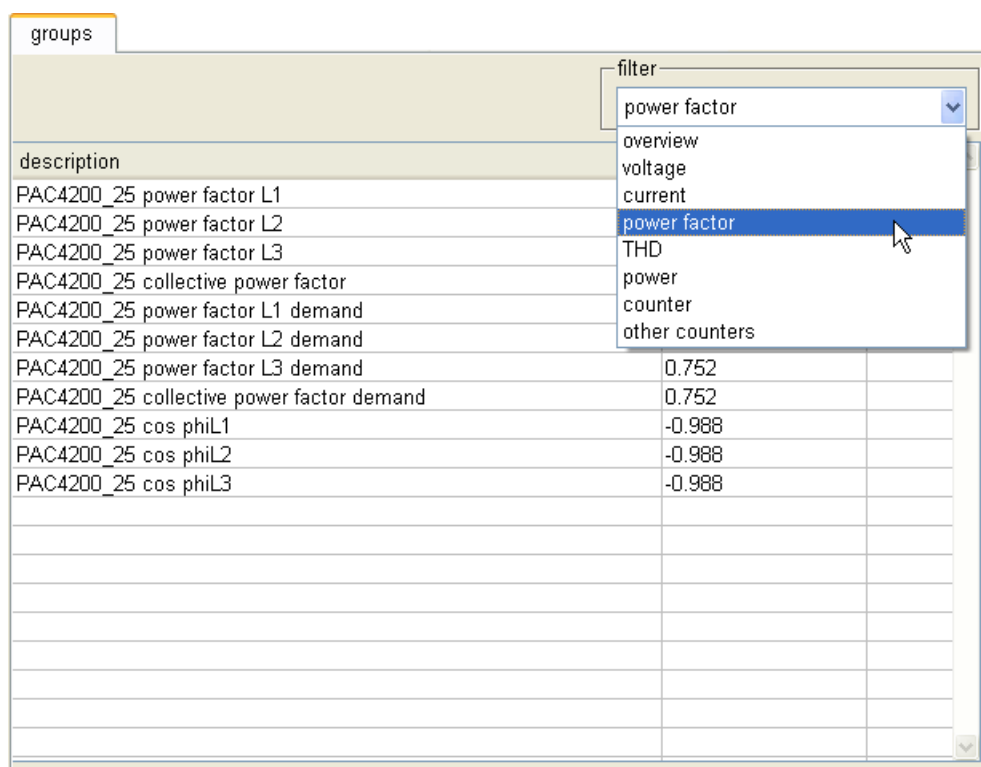 groups
filter
power factor
overview
voltage
current
power factor
THD
power
counter
other counters
description
PAC4200_25 power factor L1
PAC4200_25 power factor L2
PAC4200_25 power factor L3
PAC4200_25 collective power factor
PAC4200_25 power factor L1 demand
PAC4200_25 power factor L2 demand
PAC4200_25 power factor L3 demand 0.752
PAC4200_25 collective power factor demand 0.752
PAC4200_25 cos phiL1 -0.988
PAC4200_25 cos phiL2 -0.988
PAC4200_25 cos phiL3 -0.988